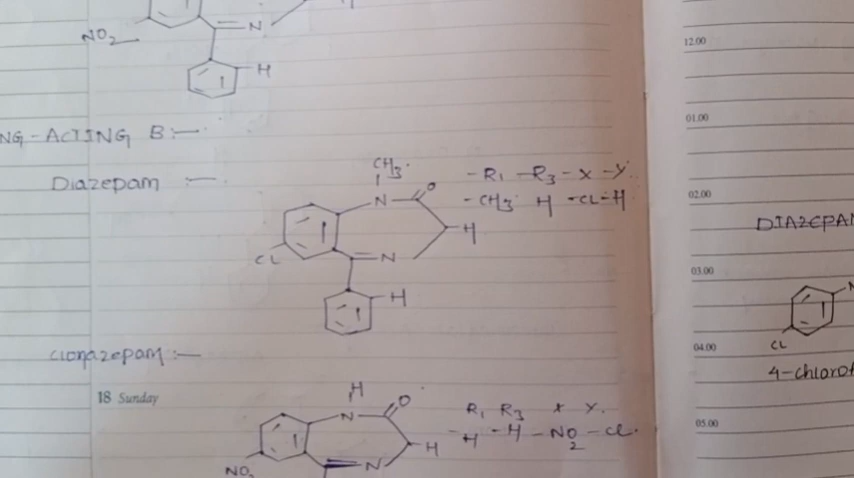 NO2
N
H
NG-ACTING B:-
Diazepam :-
CH3.
N
O
H
CL
N
H
-R1 -R3 -X -Y.
-CH3 H -CL-H
Clonazepam:-
18 Sunday
H
N
O
H
NO2
N
R1 R3 x Y.
-H -H -NO2 -Cl.
12.00
01.00
02.00
DIAZEPAM
03.00
N
CL
04.00
4-chloro
05.00